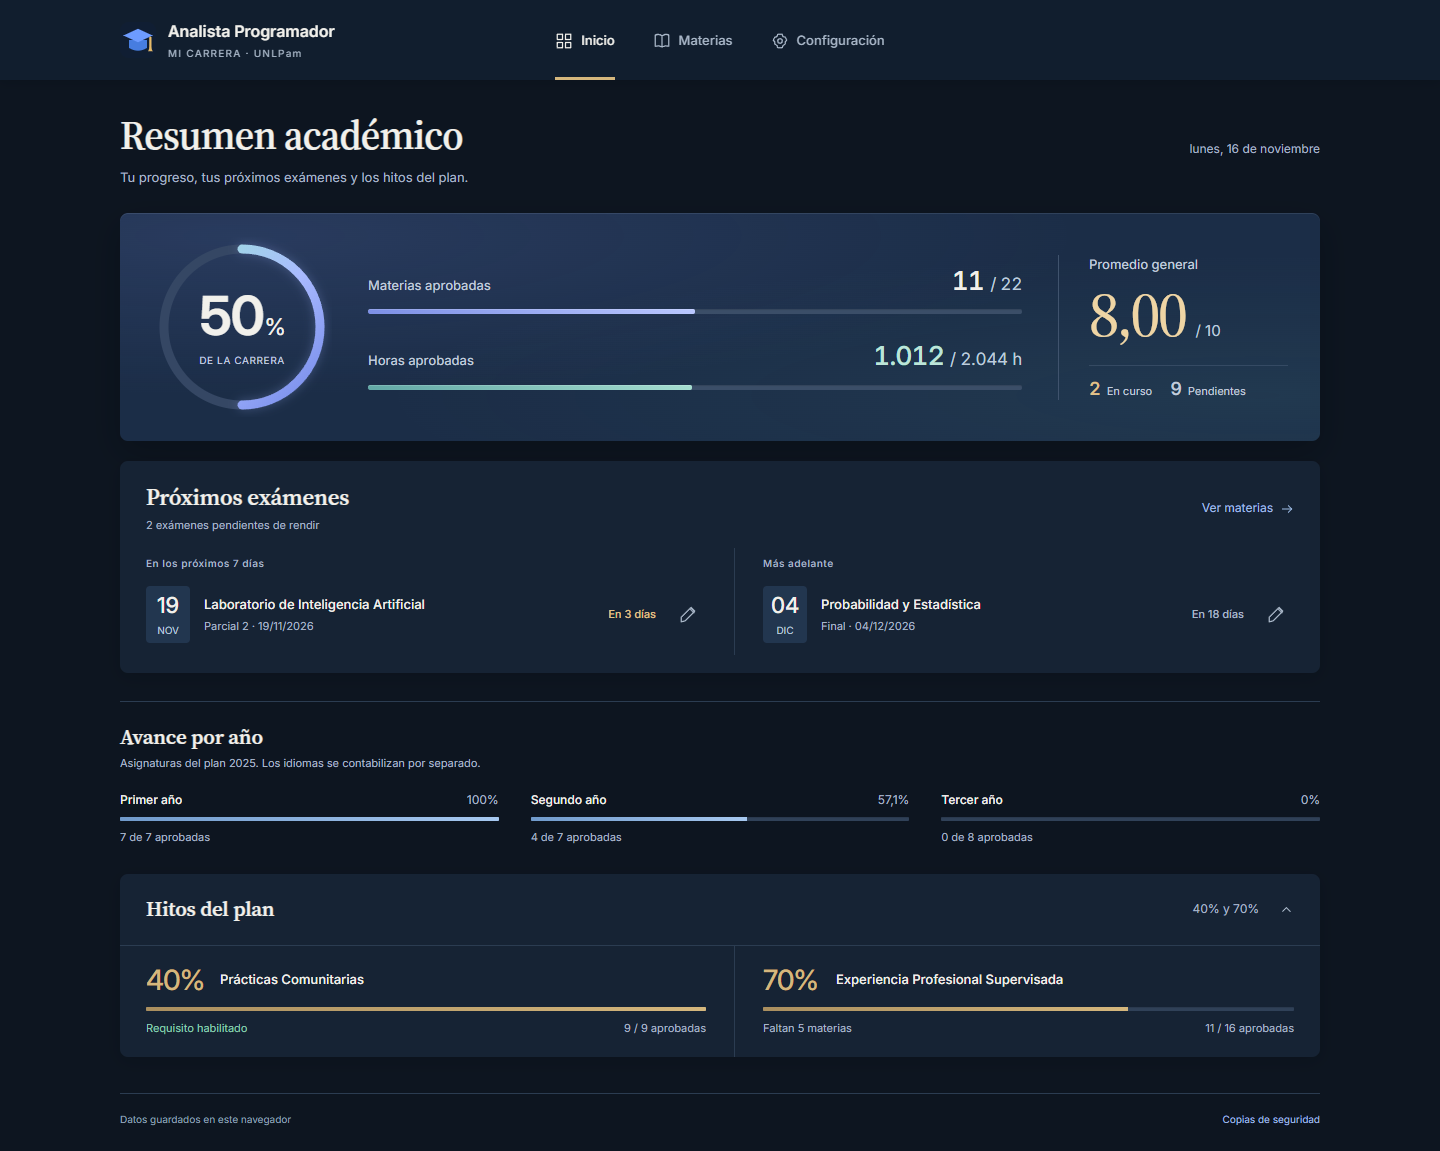 Analista Programador
MI CARRERA · UNLPam
Inicio
Materias
Configuración
Resumen académico
Tu progreso, tus próximos exámenes y los hitos del plan.
lunes, 16 de noviembre
50%
DE LA CARRERA
Materias aprobadas
11 / 22
Horas aprobadas
1.012 / 2.044 h
Promedio general
8,00 / 10
2 En curso
9 Pendientes
Próximos exámenes
2 exámenes pendientes de rendir
Ver materias →
En los próximos 7 días
19
NOV
Laboratorio de Inteligencia Artificial
Parcial 2 · 19/11/2026
En 3 días
Más adelante
04
DIC
Probabilidad y Estadística
Final · 04/12/2026
En 18 días
Avance por año
Asignaturas del plan 2025. Los idiomas se contabilizan por separado.
Primer año
100%
7 de 7 aprobadas
Segundo año
57,1%
4 de 7 aprobadas
Tercer año
0%
0 de 8 aprobadas
Hitos del plan
40% y 70%
40% Prácticas Comunitarias
Requisito habilitado
9 / 9 aprobadas
70% Experiencia Profesional Supervisada
Faltan 5 materias
11 / 16 aprobadas
Datos guardados en este navegador
Copias de seguridad